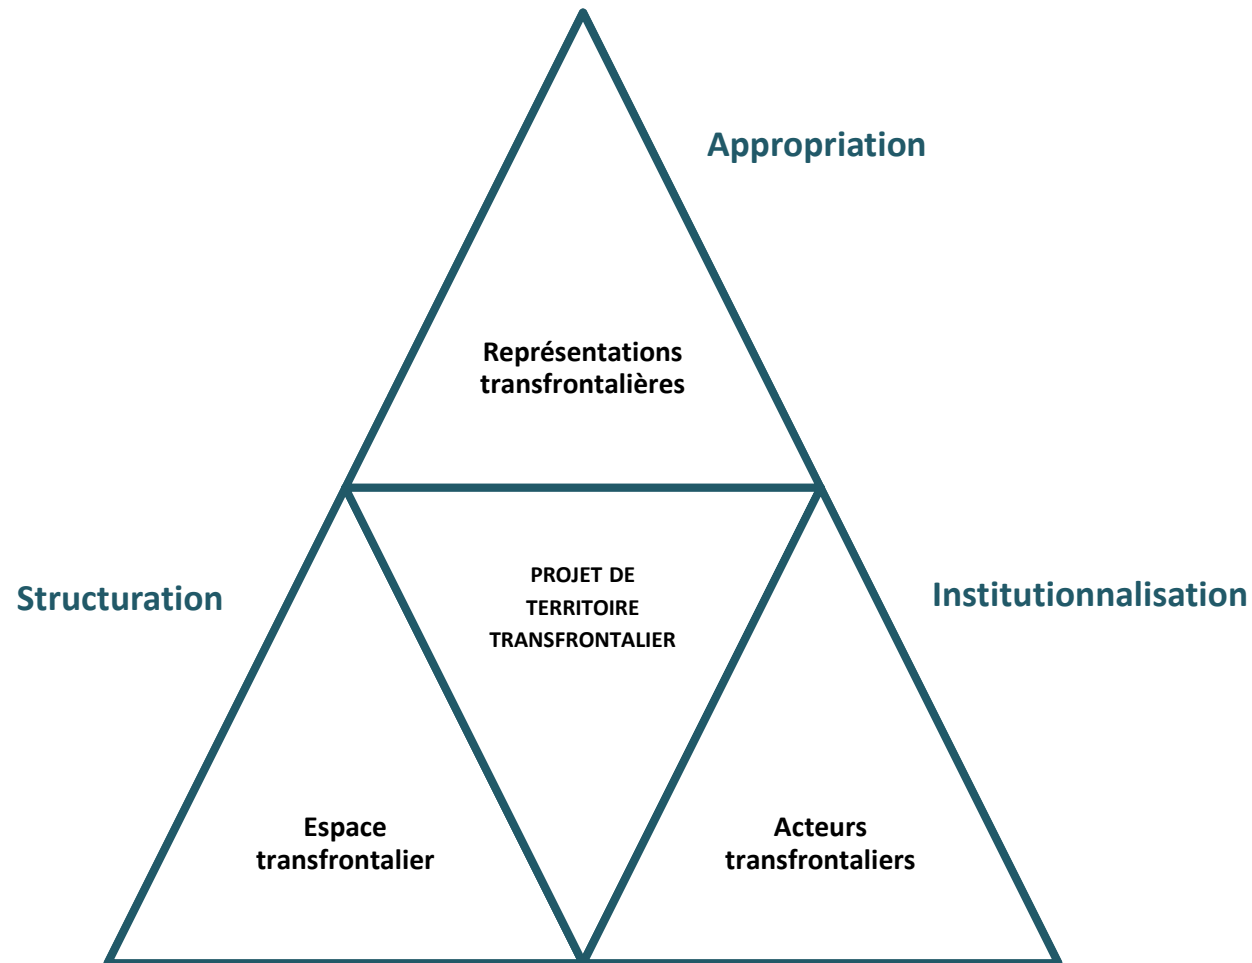 Appropriation
Représentations
transfrontalières
Structuration
PROJET DE
TERRITOIRE
TRANSFRONTALIER
Institutionnalisation
Espace
transfrontalier
Acteurs
transfrontaliers